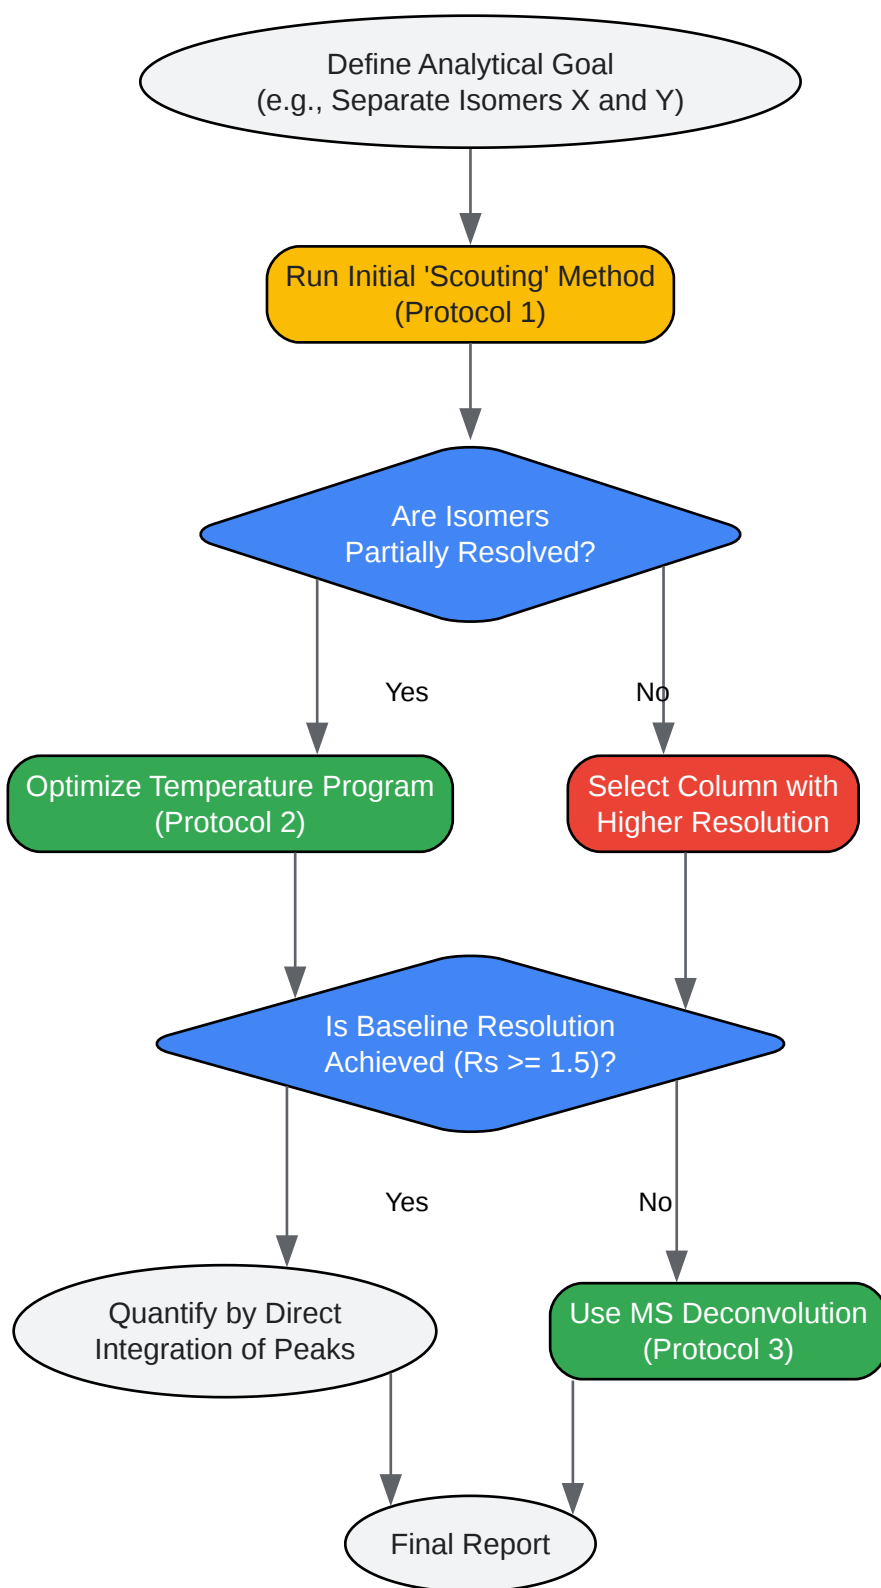 Define Analytical Goal
(e.g., Separate Isomers X and Y)
Run Initial 'Scouting' Method
(Protocol 1)
Are Isomers
Partially Resolved?
Yes
No
Optimize Temperature Program
(Protocol 2)
Select Column with
Higher Resolution
Is Baseline Resolution
Achieved (Rs >= 1.5)?
Yes
No
Quantify by Direct
Integration of Peaks
Use MS Deconvolution
(Protocol 3)
Final Report